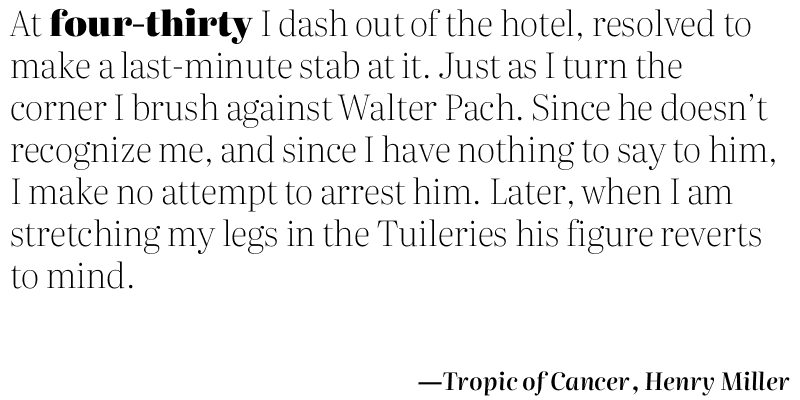 At four-thirty I dash out of the hotel, resolved to
make a last-minute stab at it. Just as I turn the
corner I brush against Walter Pach. Since he doesn’t
recognize me, and since I have nothing to say to him,
I make no attempt to arrest him. Later, when I am
stretching my legs in the Tuileries his figure reverts
to mind.
—Tropic of Cancer, Henry Miller